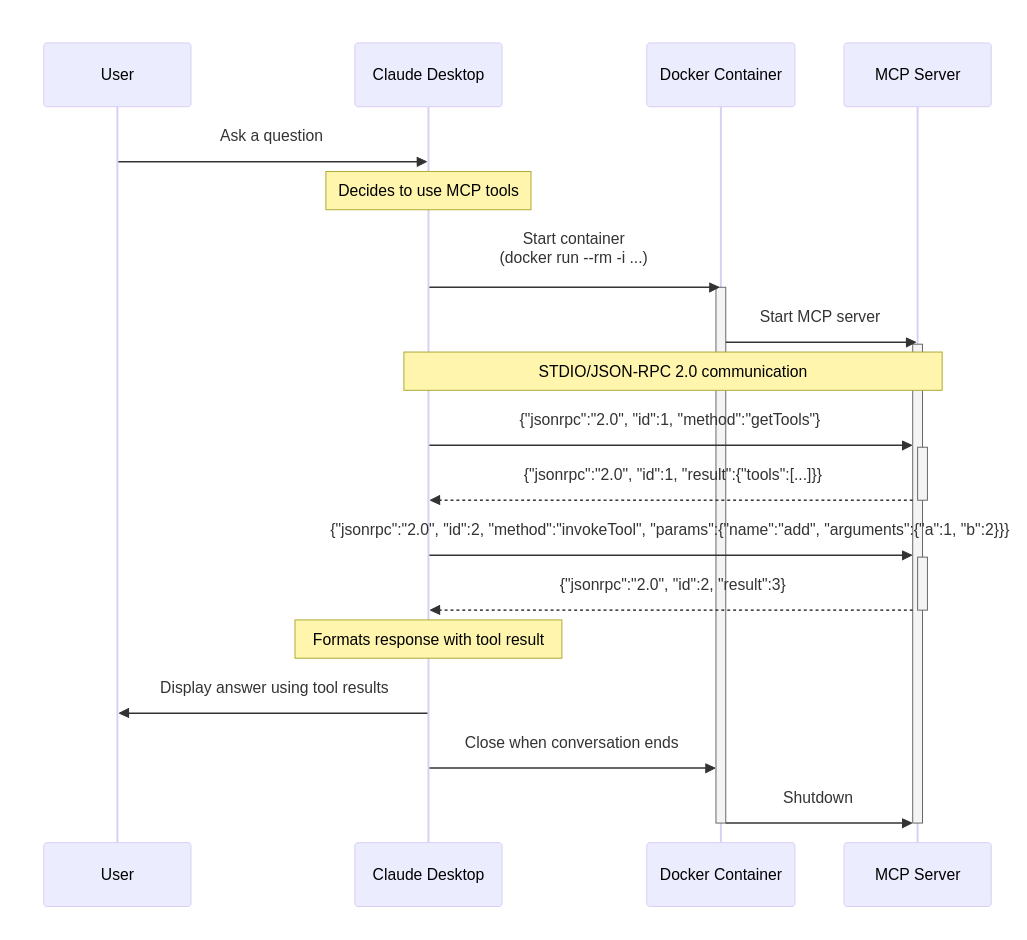 User
Claude Desktop
Docker Container
MCP Server
Ask a question
Decides to use MCP tools
Start container
(docker run --rm -i ...)
Start MCP server
STDIO/JSON-RPC 2.0 communication
{"jsonrpc":"2.0", "id":1, "method":"getTools"}
{"jsonrpc":"2.0", "id":1, "result":{"tools":[...]}}
{"jsonrpc":"2.0", "id":2, "method":"invokeTool", "params":{"name":"add", "arguments":{"a":1, "b":2}}}
{"jsonrpc":"2.0", "id":2, "result":3}
Formats response with tool result
Display answer using tool results
Close when conversation ends
Shutdown
User
Claude Desktop
Docker Container
MCP Server